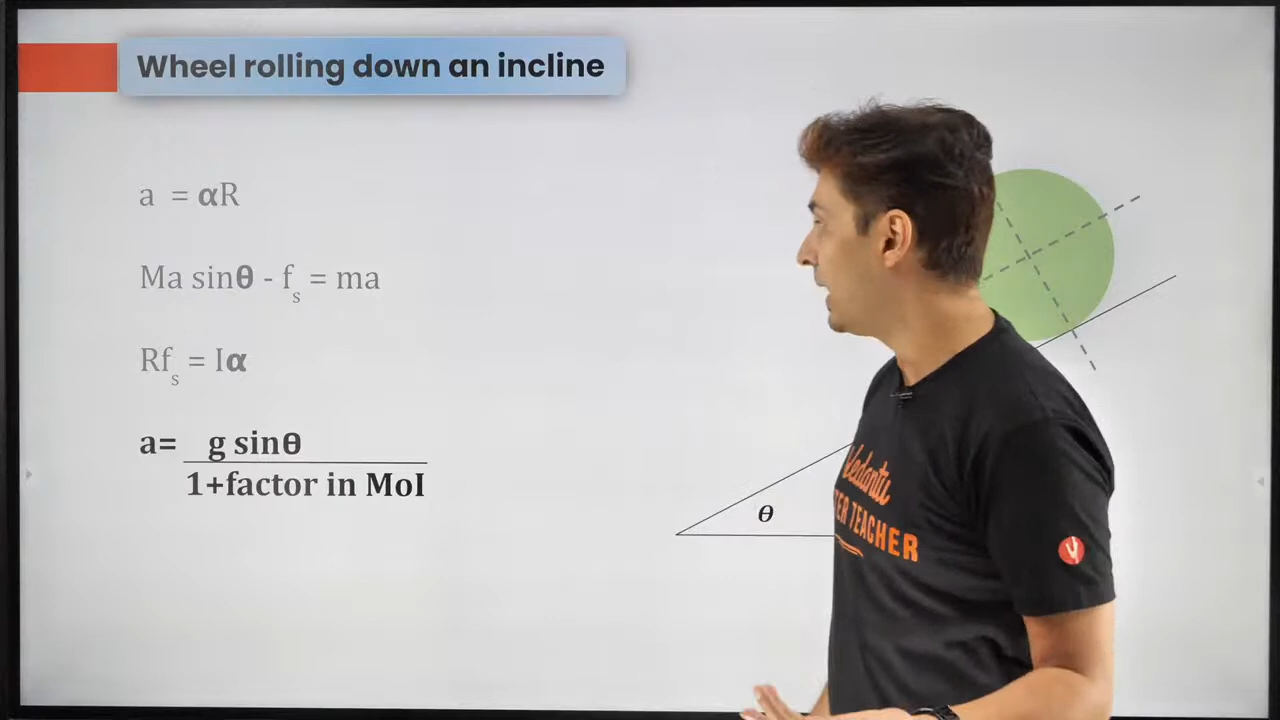 Wheel rolling down an incline
a = αR
Ma sinθ - fₛ = ma
Rfₛ = Iα
a= g sinθ
1+factor in MoI
θ
Vedantu
TER TEACHER